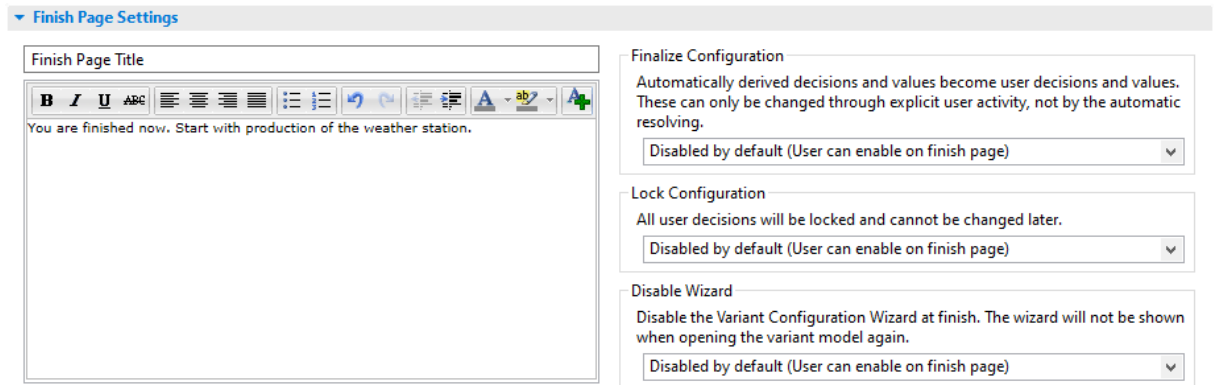 Finish Page Settings
Finish Page Title
B I U ABC A ab A
You are finished now. Start with production of the weather station.
Finalize Configuration
Automatically derived decisions and values become user decisions and values.
These can only be changed through explicit user activity, not by the automatic
resolving.
Disabled by default (User can enable on finish page)
Lock Configuration
All user decisions will be locked and cannot be changed later.
Disabled by default (User can enable on finish page)
Disable Wizard
Disable the Variant Configuration Wizard at finish. The wizard will not be shown
when opening the variant model again.
Disabled by default (User can enable on finish page)